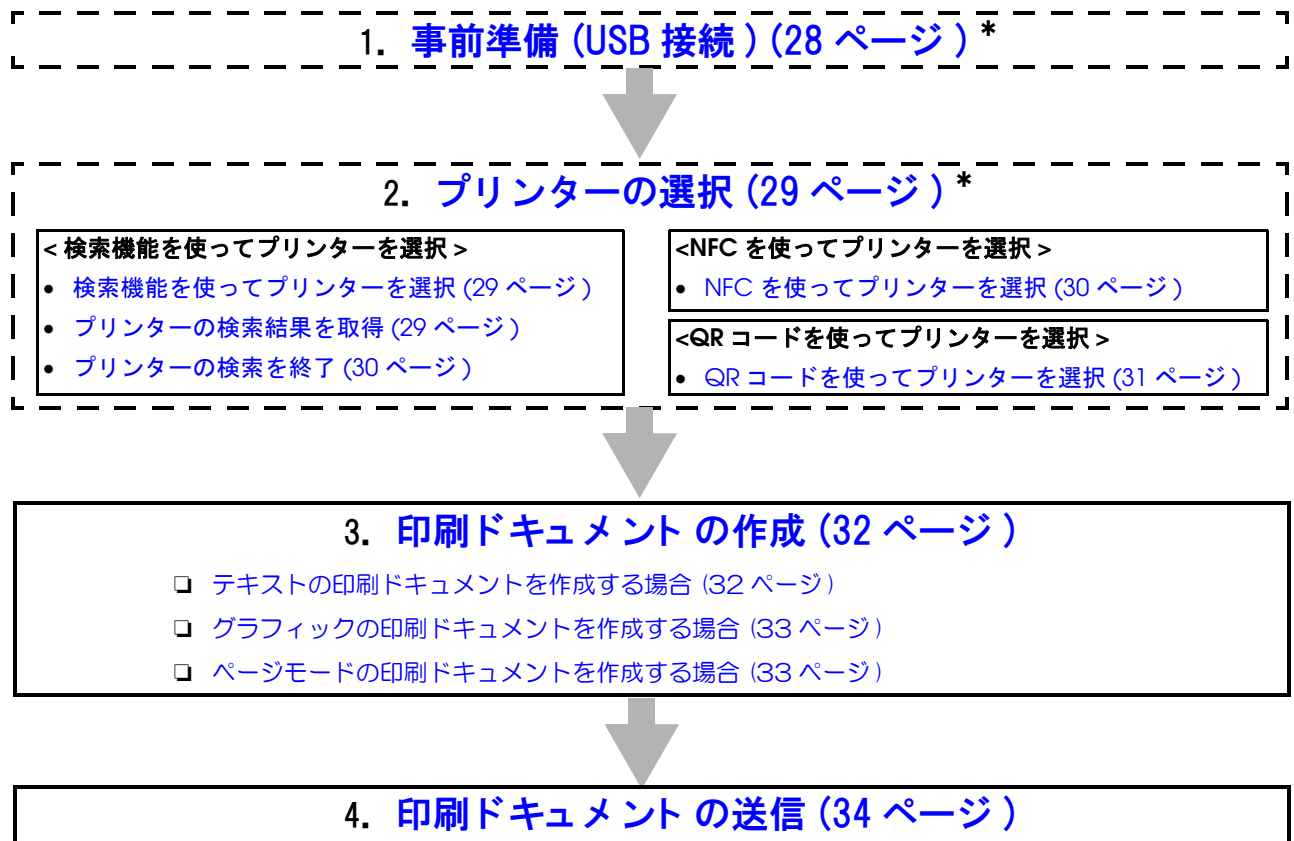 1. 事前準備 (USB 接続 ) (28 ページ ) *
2. プリンターの選択 (29 ページ ) *
< 検索機能を使ってプリンターを選択 >
• 検索機能を使ってプリンターを選択 (29 ページ )
• プリンターの検索結果を取得 (29 ページ )
• プリンターの検索を終了 (30 ページ )
<NFC を使ってプリンターを選択 >
• NFC を使ってプリンターを選択 (30 ページ )
<QR コードを使ってプリンターを選択 >
• QR コードを使ってプリンターを選択 (31 ページ )
3. 印刷ドキュメント の作成 (32 ページ )
❏ テキストの印刷ドキュメントを作成する場合 (32 ページ )
❏ グラフィックの印刷ドキュメントを作成する場合 (33 ページ )
❏ ページモードの印刷ドキュメントを作成する場合 (33 ページ )
4. 印刷ドキュメント の送信 (34 ページ )